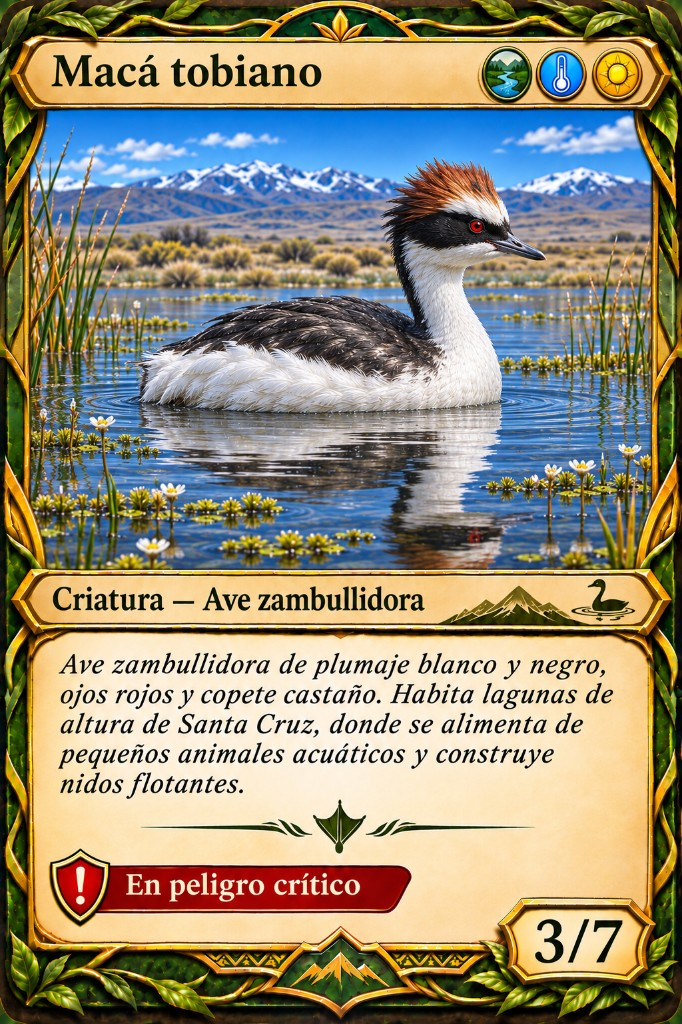 Macá tobiano
Criatura — Ave zambullidora
Ave zambullidora de plumaje blanco y negro,
ojos rojos y copete castaño. Habita lagunas de
altura de Santa Cruz, donde se alimenta de
pequeños animales acuáticos y construye
nidos flotantes.
! En peligro crítico
3/7